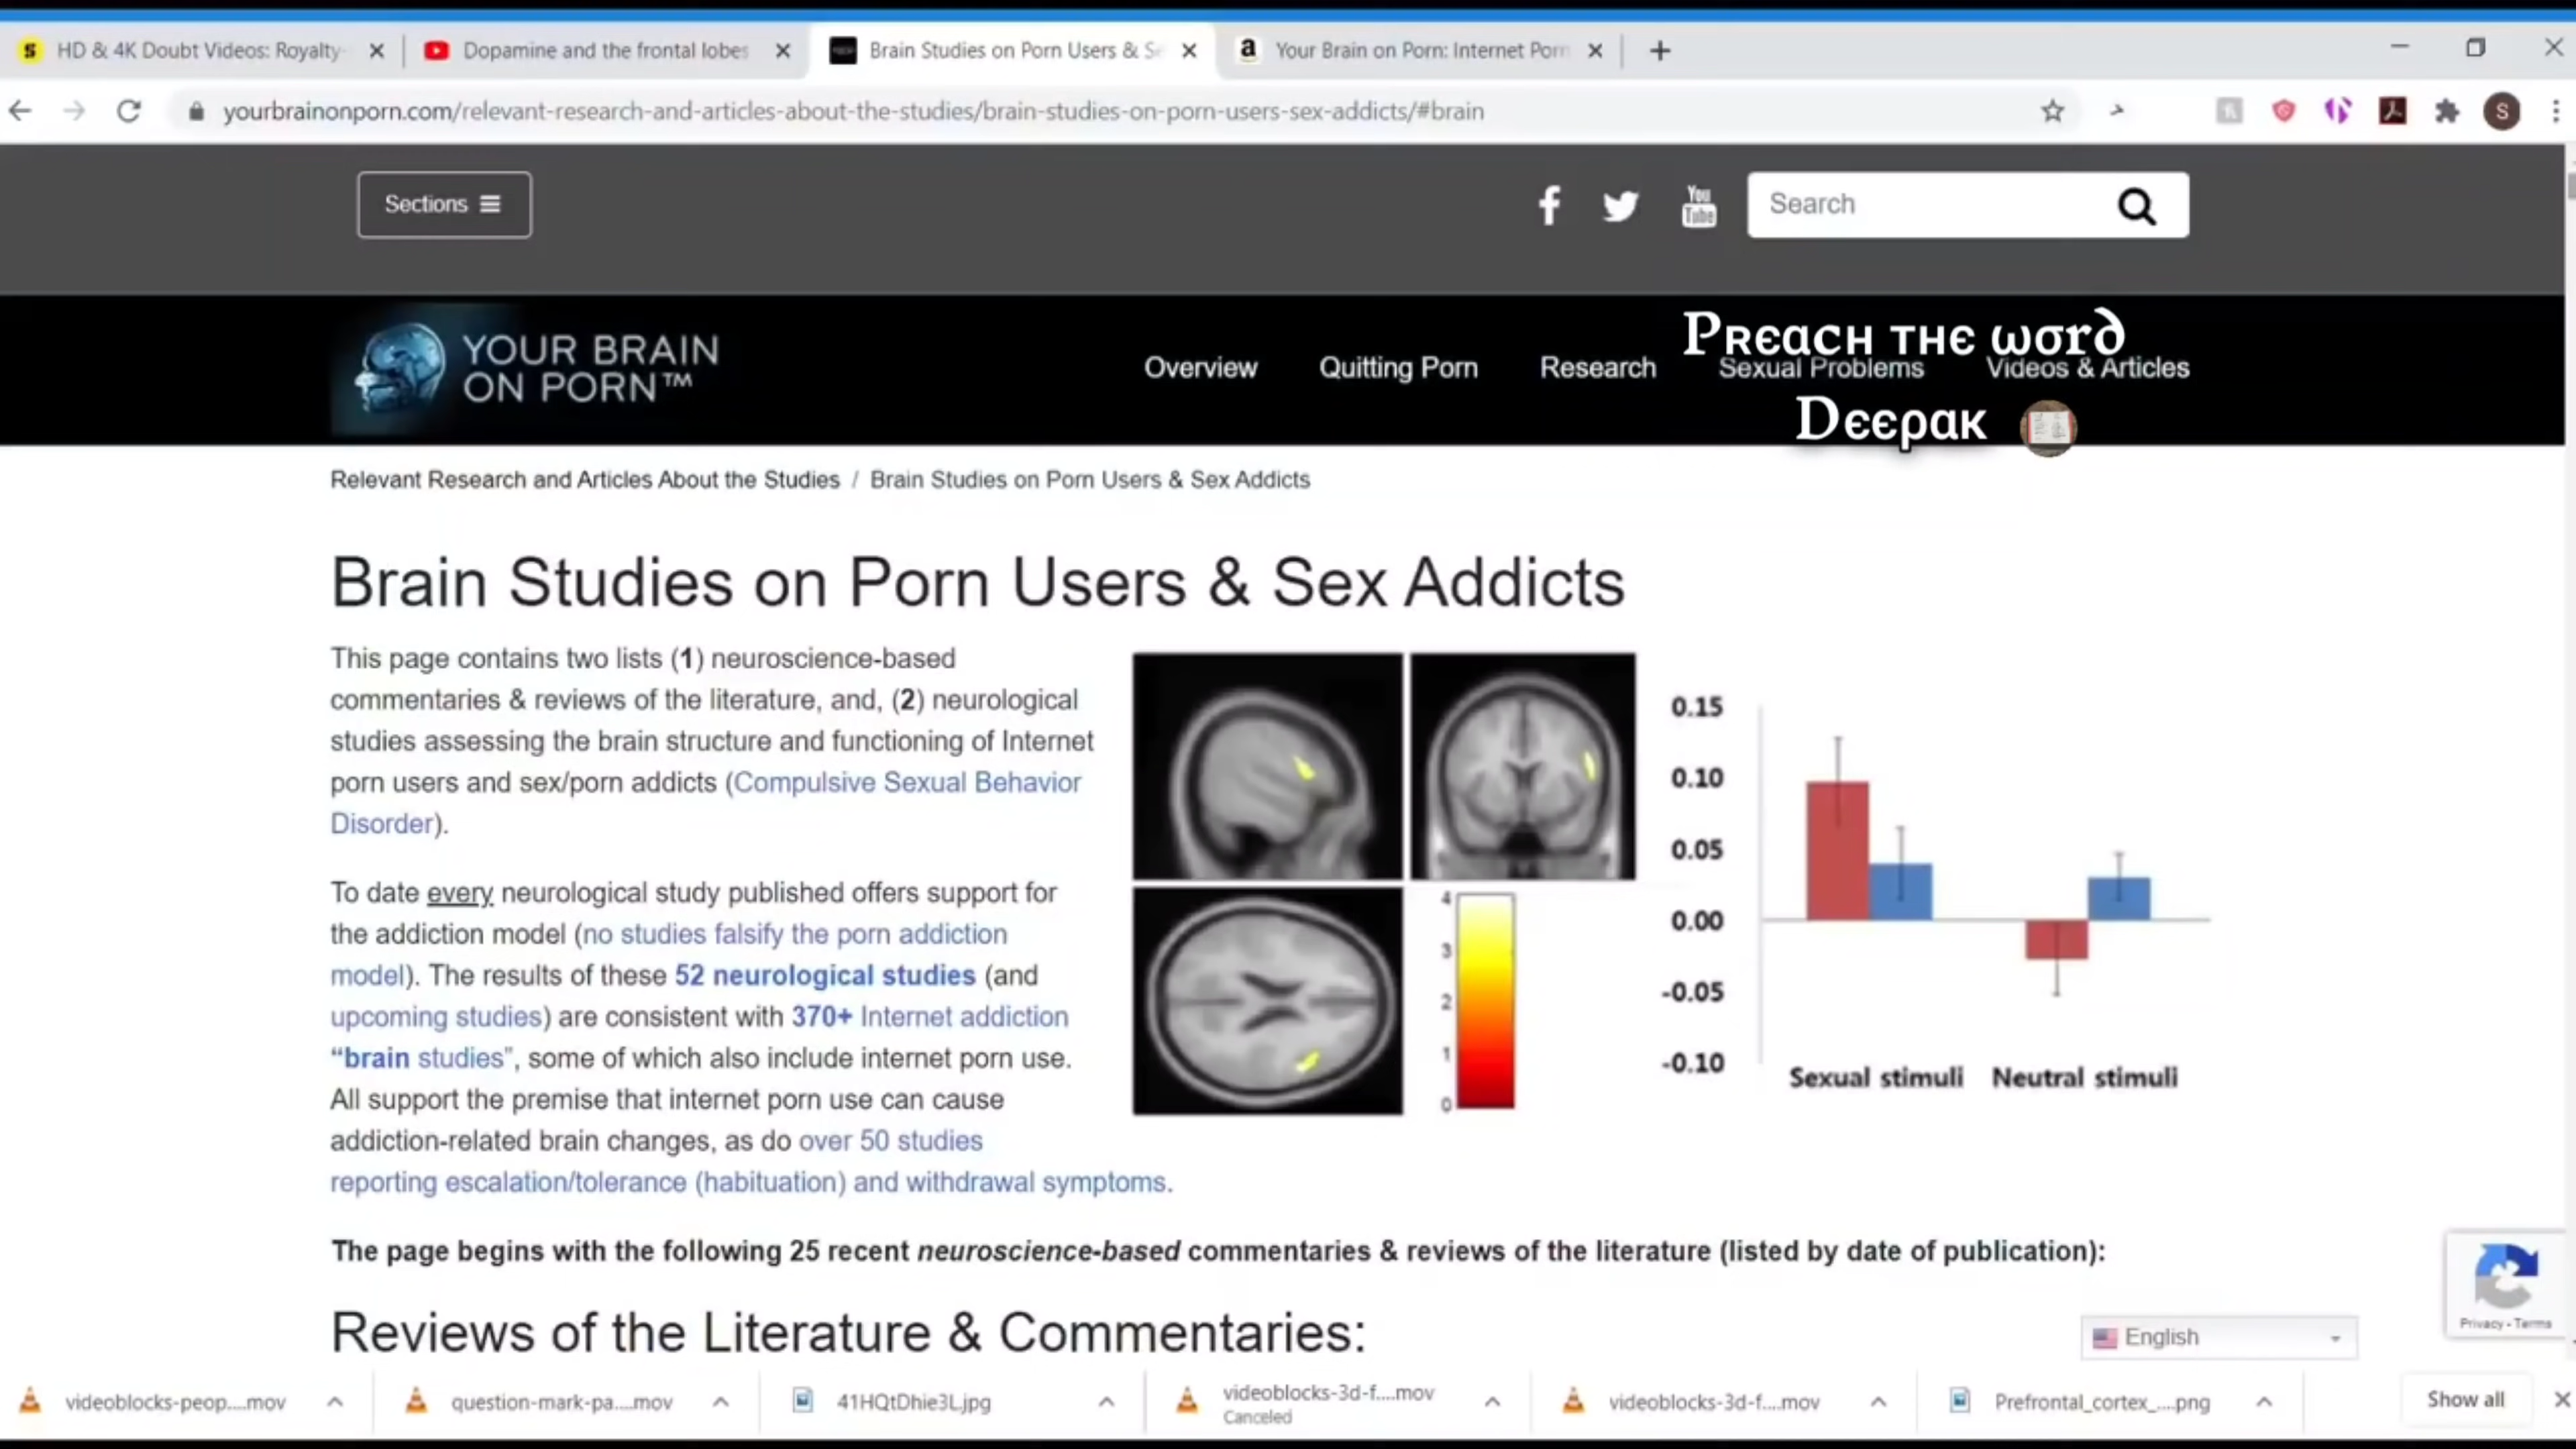 HD & 4K Doubt Videos: Royalty-
Dopamine and the frontal lobes
Brain Studies on Porn Users & Se
Your Brain on Porn: Internet Porn
yourbrainonporn.com/relevant-research-and-articles-about-the-studies/brain-studies-on-porn-users-sex-addicts/#brain
S
Sections
You Tube
Search
YOUR BRAIN
ON PORN™
Overview
Quitting Porn
Research
Sexual Problems
Videos & Articles
Preach the word
Deepak
Relevant Research and Articles About the Studies / Brain Studies on Porn Users & Sex Addicts
Brain Studies on Porn Users & Sex Addicts
This page contains two lists (1) neuroscience-based
commentaries & reviews of the literature, and, (2) neurological
studies assessing the brain structure and functioning of Internet
porn users and sex/porn addicts (Compulsive Sexual Behavior
Disorder).
To date every neurological study published offers support for
the addiction model (no studies falsify the porn addiction
model). The results of these 52 neurological studies (and
upcoming studies) are consistent with 370+ Internet addiction
“brain studies”, some of which also include internet porn use.
All support the premise that internet porn use can cause
addiction-related brain changes, as do over 50 studies
reporting escalation/tolerance (habituation) and withdrawal symptoms.
4
3
2
1
0
0.15
0.10
0.05
0.00
-0.05
-0.10
Sexual stimuli Neutral stimuli
The page begins with the following 25 recent neuroscience-based commentaries & reviews of the literature (listed by date of publication):
Reviews of the Literature & Commentaries:
Privacy - Terms
English
videoblocks-peop....mov
question-mark-pa....mov
41HQtDhie3L.jpg
videoblocks-3d-f....mov
Canceled
videoblocks-3d-f....mov
Prefrontal_cortex_....png
Show all